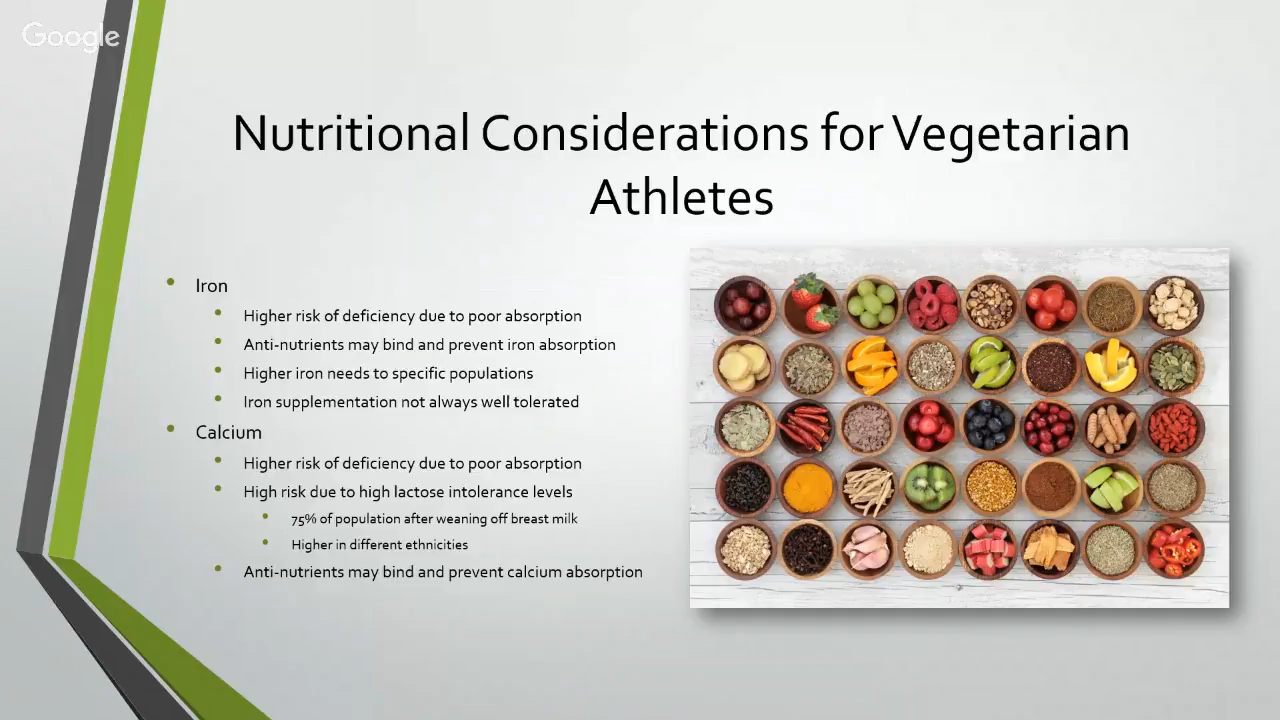 Google
Nutritional Considerations for Vegetarian
Athletes
Iron
Higher risk of deficiency due to poor absorption
Anti-nutrients may bind and prevent iron absorption
Higher iron needs to specific populations
Iron supplementation not always well tolerated
Calcium
Higher risk of deficiency due to poor absorption
High risk due to high lactose intolerance levels
75% of population after weaning off breast milk
Higher in different ethnicities
Anti-nutrients may bind and prevent calcium absorption